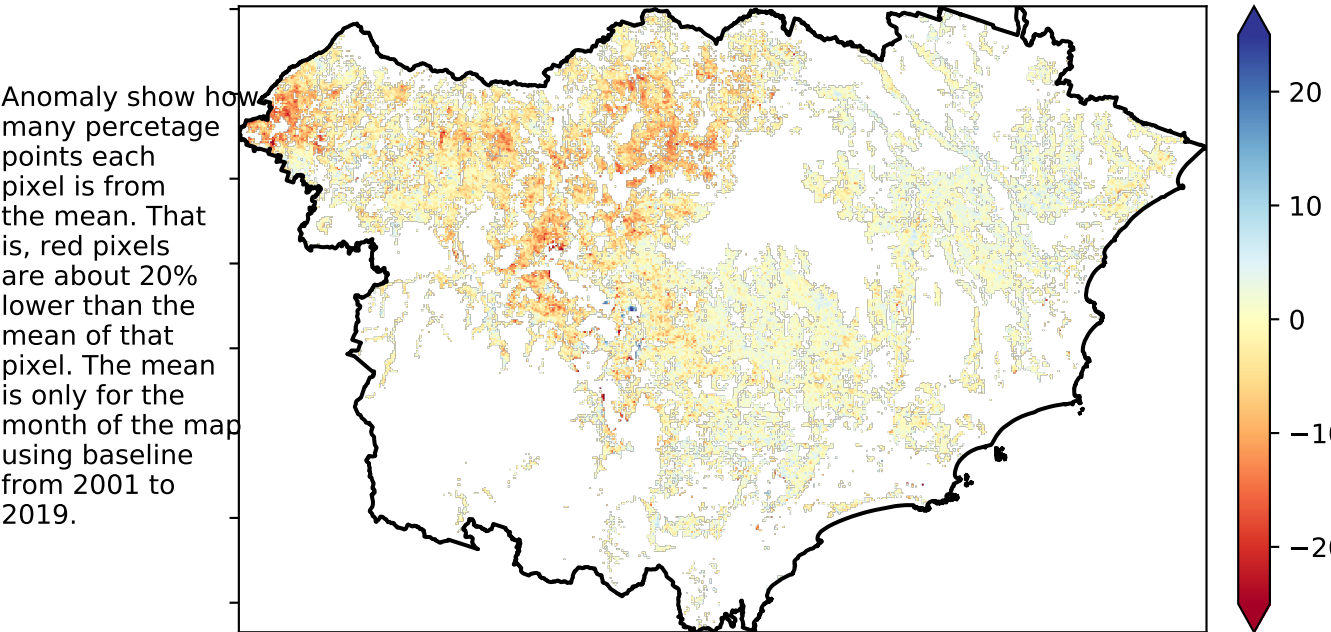 Anomaly show how
many percetage
points each
pixel is from
the mean. That
is, red pixels
are about 20%
lower than the
mean of that
pixel. The mean
is only for the
month of the map
using baseline
from 2001 to
2019.
20
10
0
−10
−20